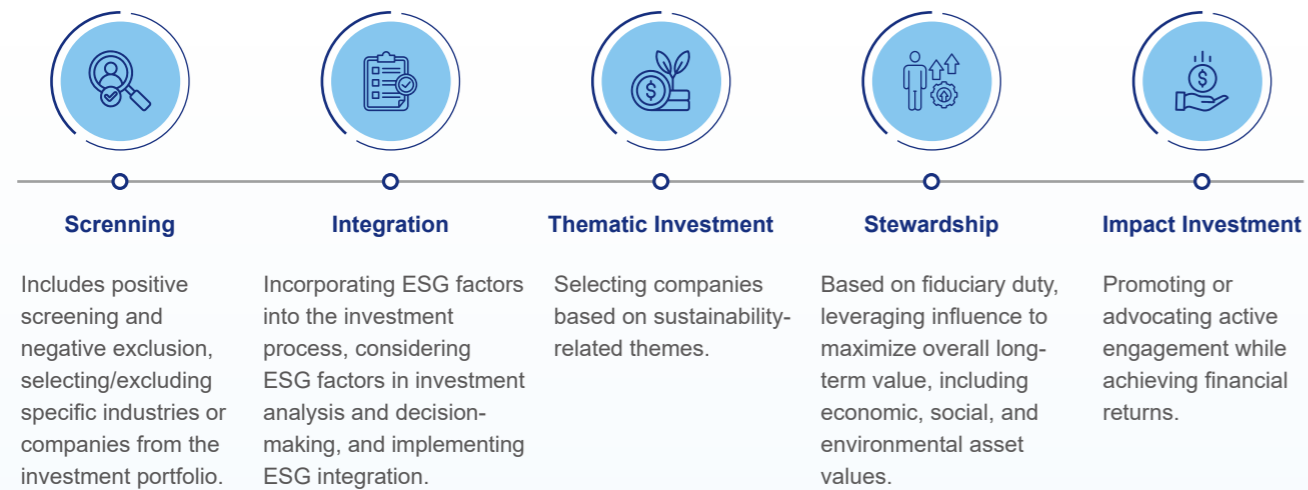 Screnning
Includes positive
screening and
negative exclusion,
selecting/excluding
specific industries or
companies from the
investment portfolio.
Integration
Incorporating ESG factors
into the investment
process, considering
ESG factors in investment
analysis and decision-
making, and implementing
ESG integration.
Thematic Investment
Selecting companies
based on sustainability-
related themes.
Stewardship
Based on fiduciary duty,
leveraging influence to
maximize overall long-
term value, including
economic, social, and
environmental asset
values.
Impact Investment
Promoting or
advocating active
engagement while
achieving financial
returns.